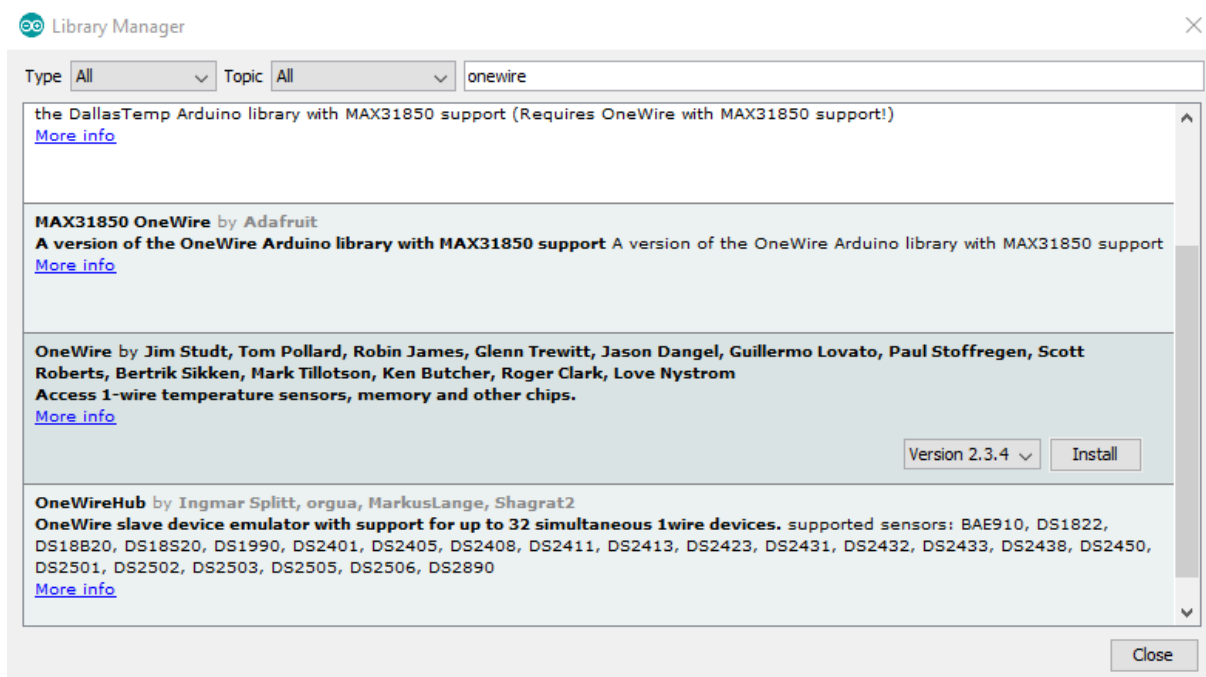 Library Manager
Type All Topic All onewire
the DallasTemp Arduino library with MAX31850 support (Requires OneWire with MAX31850 support!)
More info
MAX31850 OneWire by Adafruit
A version of the OneWire Arduino library with MAX31850 support A version of the OneWire Arduino library with MAX31850 support
More info
OneWire by Jim Studt, Tom Pollard, Robin James, Glenn Trewitt, Jason Dangel, Guillermo Lovato, Paul Stoffregen, Scott
Roberts, Bertrik Sikken, Mark Tillotson, Ken Butcher, Roger Clark, Love Nystrom
Access 1-wire temperature sensors, memory and other chips.
More info
Version 2.3.4 Install
OneWireHub by Ingmar Splitt, orgua, MarkusLange, Shagrat2
OneWire slave device emulator with support for up to 32 simultaneous 1wire devices. supported sensors: BAE910, DS1822,
DS18B20, DS18S20, DS1990, DS2401, DS2405, DS2408, DS2411, DS2413, DS2423, DS2431, DS2432, DS2433, DS2438, DS2450,
DS2501, DS2502, DS2503, DS2505, DS2506, DS2890
More info
Close